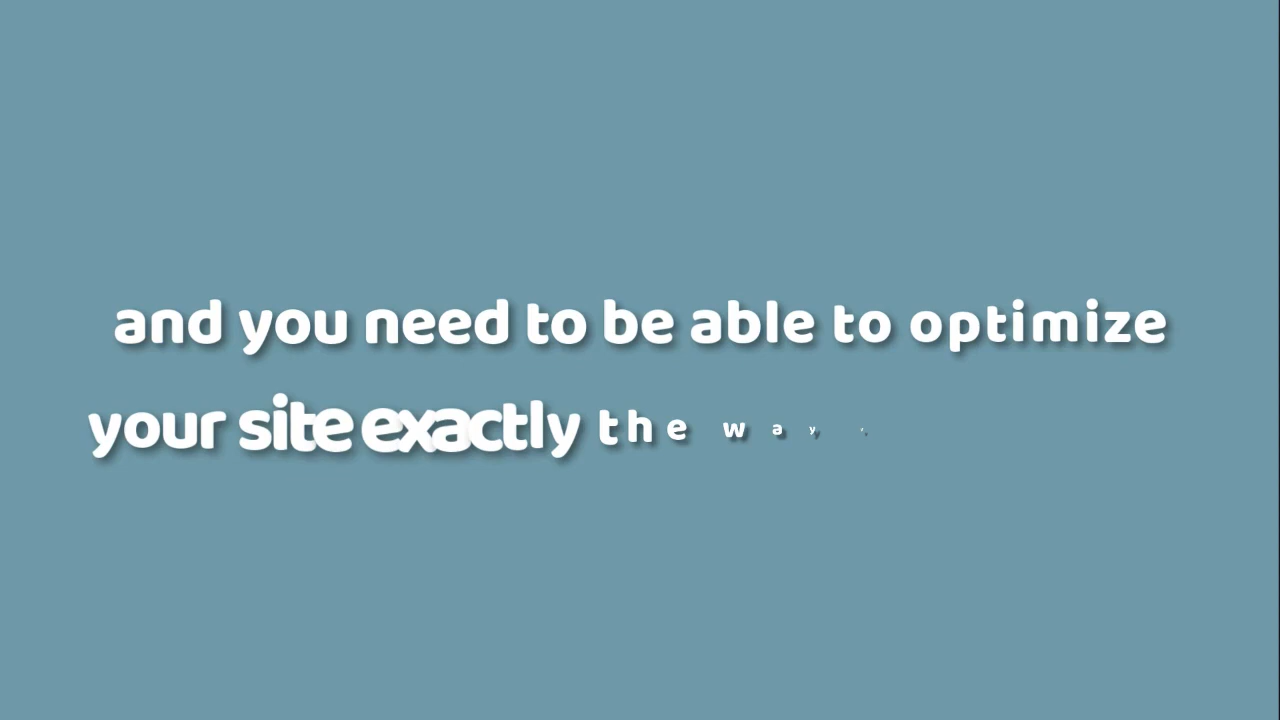 and you need to be able to optimize
your site exactly the way